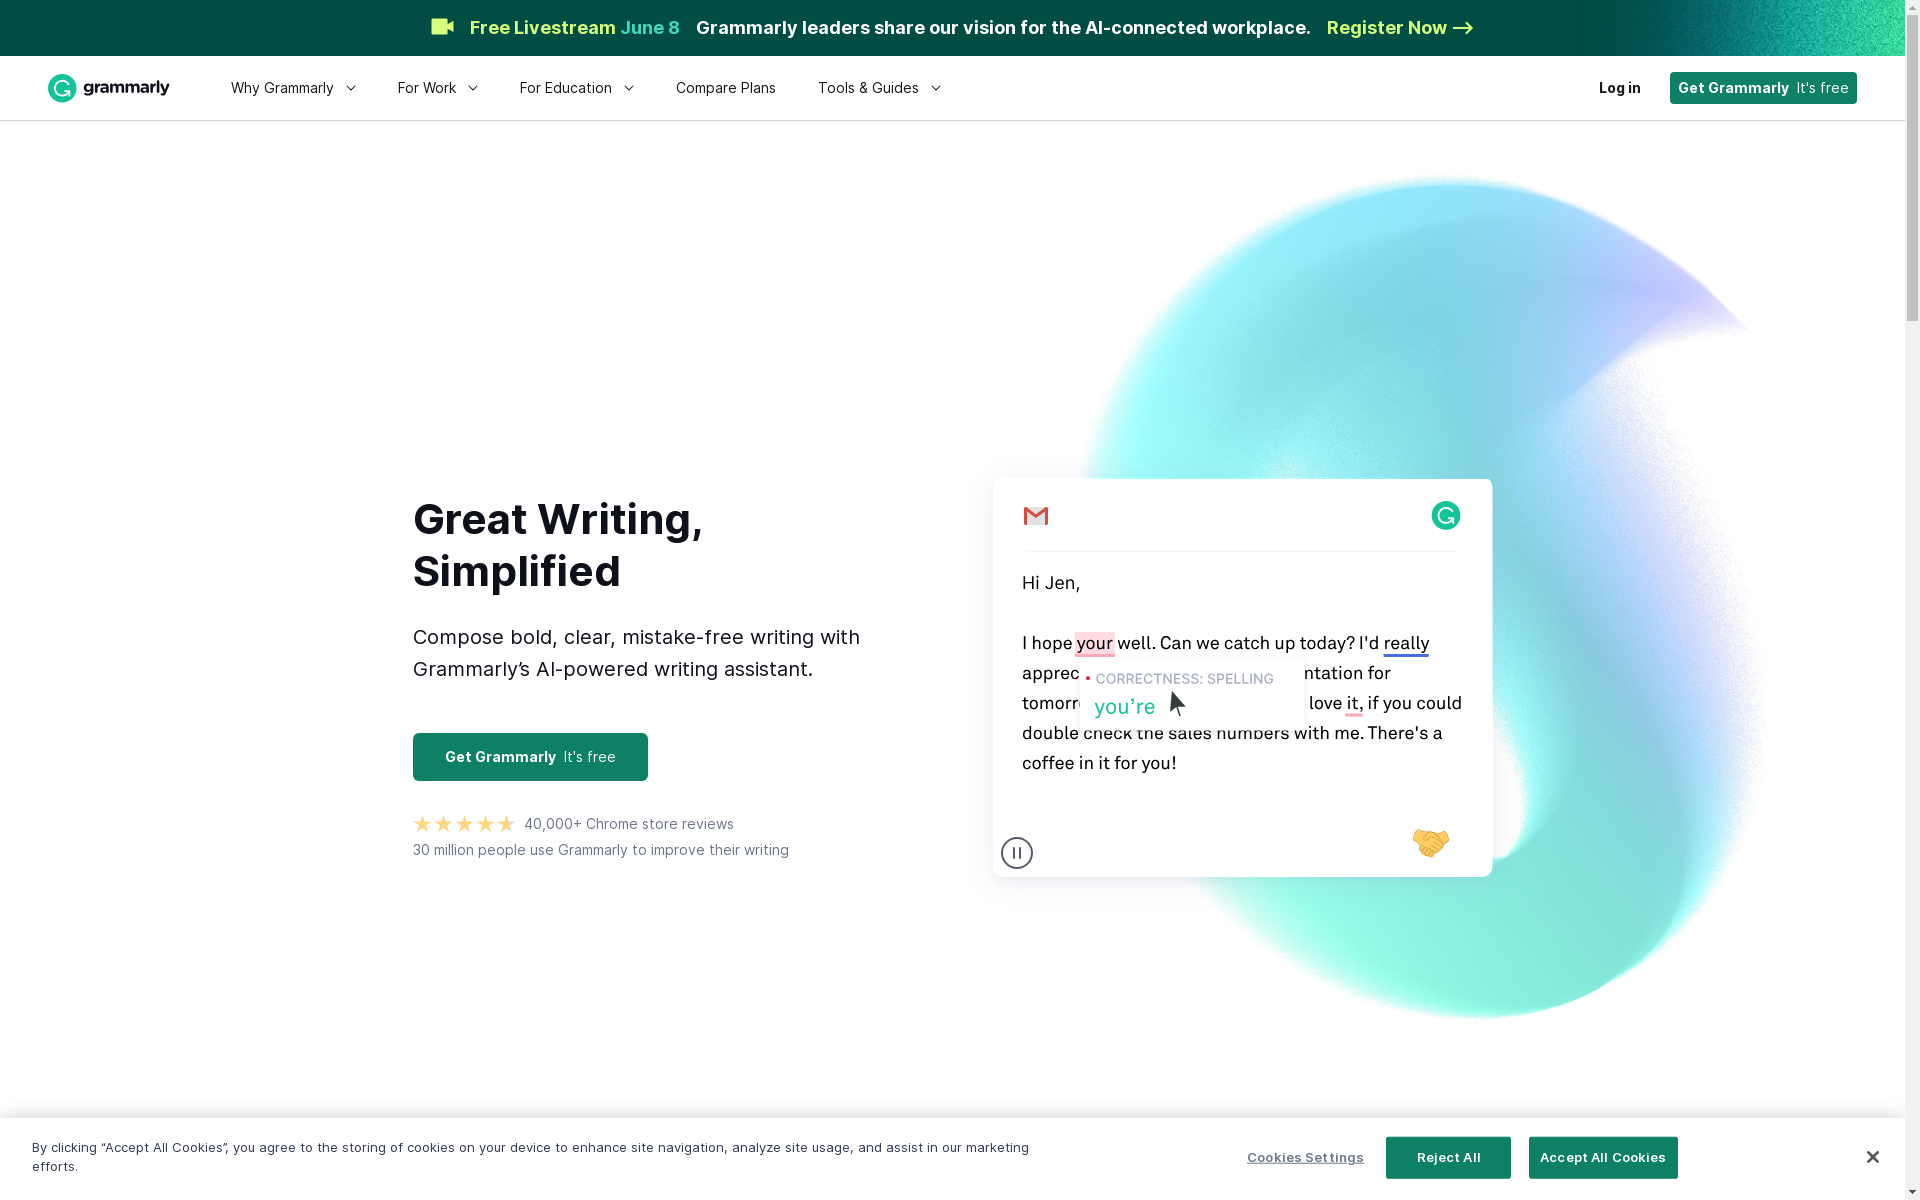 Free Livestream June 8 Grammarly leaders share our vision for the AI-connected workplace. Register Now
grammarly Why Grammarly For Work For Education Compare Plans Tools & Guides Log in Get Grammarly It's free
Great Writing,
Simplified
Compose bold, clear, mistake-free writing with
Grammarly’s AI-powered writing assistant.
Get Grammarly It's free
40,000+ Chrome store reviews
30 million people use Grammarly to improve their writing
Hi Jen,
I hope your well. Can we catch up today? I'd really
CORRECTNESS: SPELLING
you’re
love it, if you could
double check the sales numbers with me. There's a
coffee in it for you!
By clicking “Accept All Cookies”, you agree to the storing of cookies on your device to enhance site navigation, analyze site usage, and assist in our marketing
efforts.
Cookies Settings Reject All Accept All Cookies